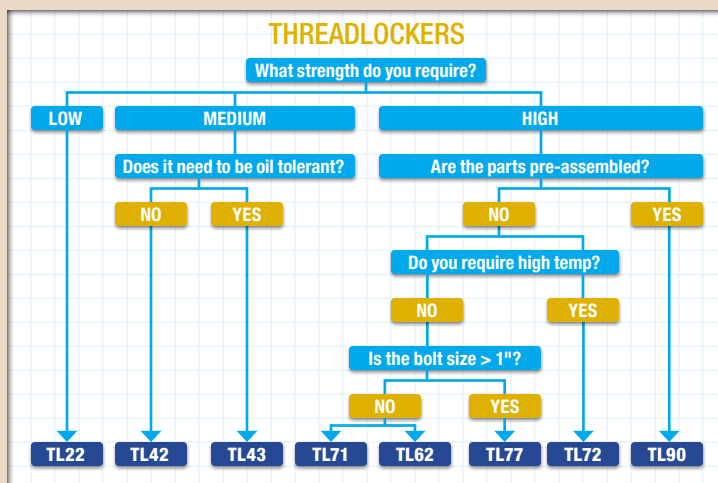 THREADLOCKERS
What strength do you require?
LOW
MEDIUM
HIGH
Does it need to be oil tolerant?
Are the parts pre-assembled?
NO
YES
NO
YES
Do you require high temp?
NO
YES
Is the bolt size > 1"?
NO
YES
TL22
TL42
TL43
TL71
TL62
TL77
TL72
TL90